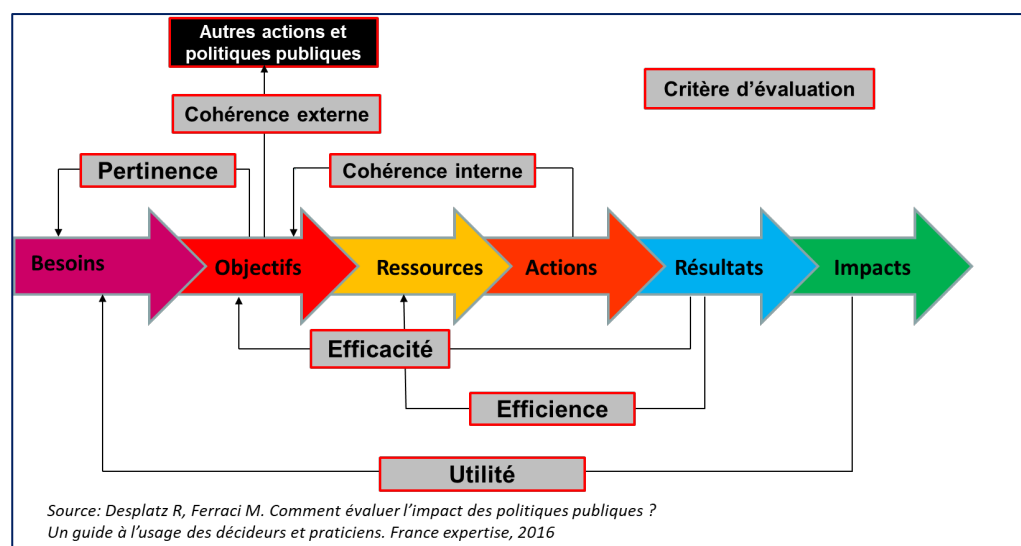 Autres actions et
politiques publiques
Critère d'évaluation
Cohérence externe
Pertinence
Cohérence interne
Besoins
Objectifs
Ressources
Actions
Résultats
Impacts
Efficacité
Efficience
Utilité
Source: Desplatz R, Ferraci M. Comment évaluer l'impact des politiques publiques ?
Un guide à l'usage des décideurs et praticiens. France expertise, 2016